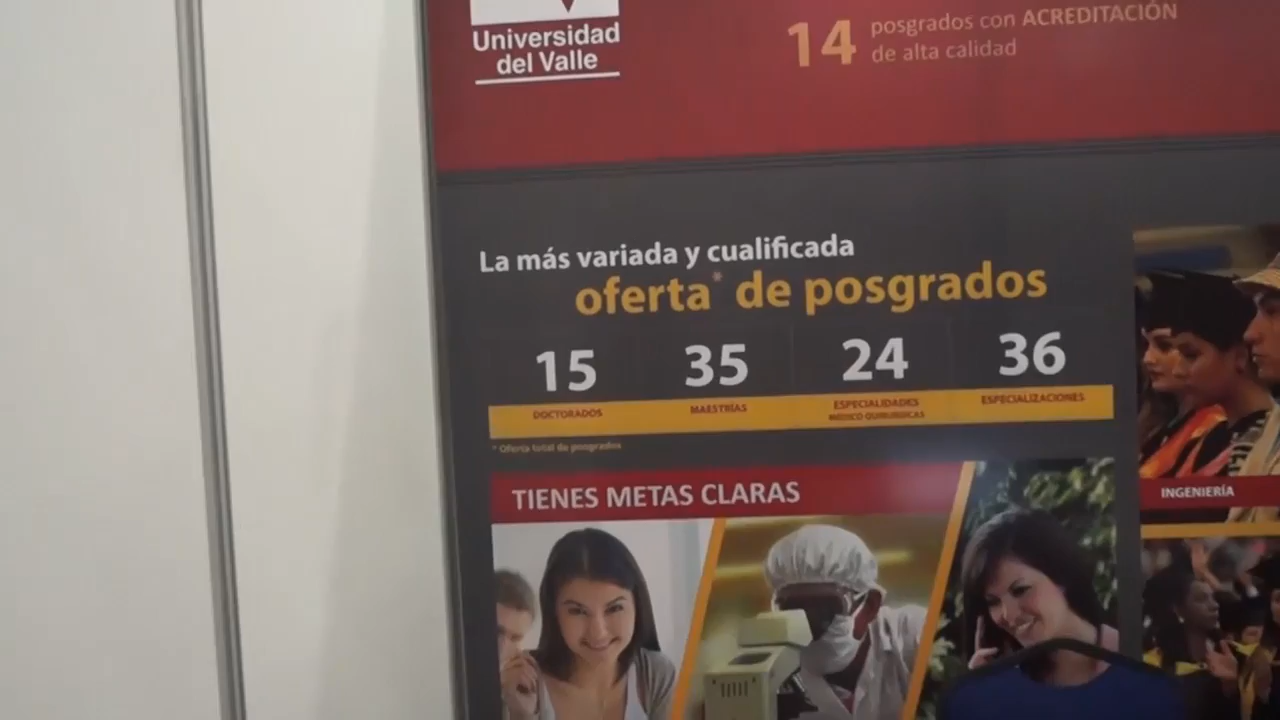 Universidad
del Valle
14 posgrados con ACREDITACIÓN
de alta calidad
La más variada y cualificada
oferta* de posgrados
15 35 24 36
DOCTORADOS MAESTRÍAS ESPECIALIDADES ESPECIALIZACIONES
MÉDICO QUIRÚRGICAS
* Oferta total de posgrados
TIENES METAS CLARAS
INGENIERÍA